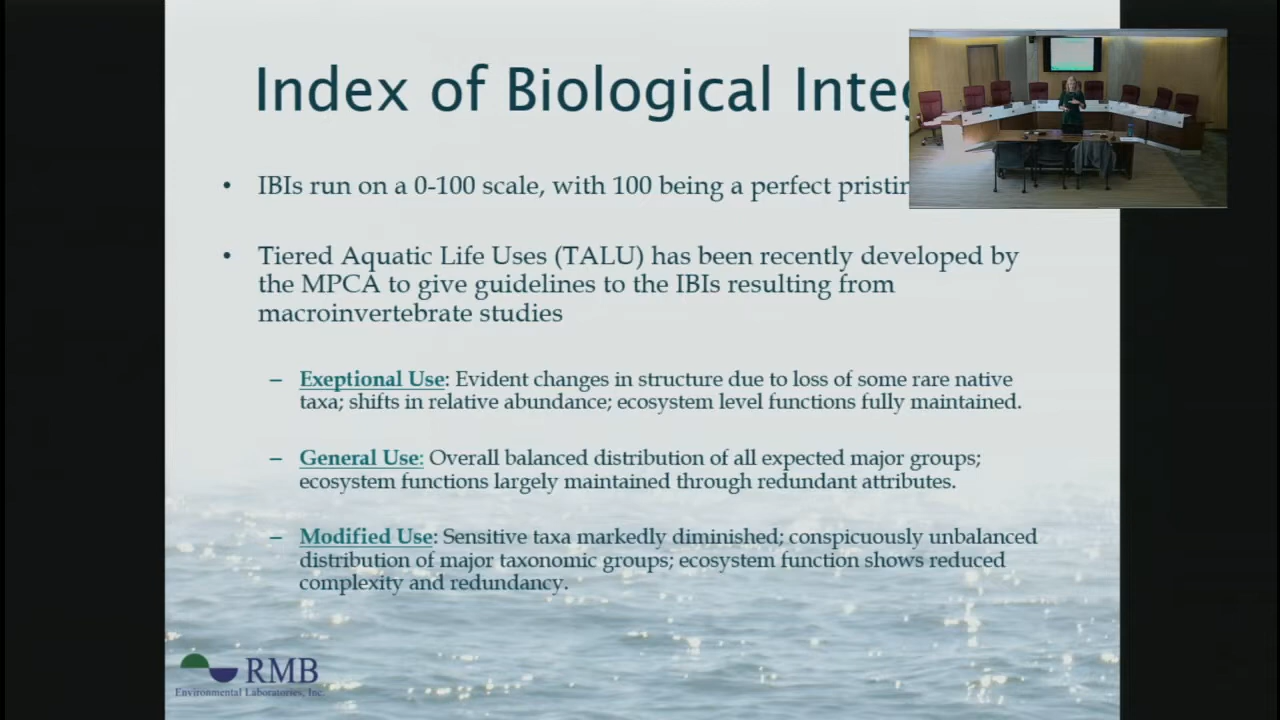 Index of Biological Integ
• IBIs run on a 0-100 scale, with 100 being a perfect pristin
• Tiered Aquatic Life Uses (TALU) has been recently developed by
the MPCA to give guidelines to the IBIs resulting from
macroinvertebrate studies
– Exeptional Use: Evident changes in structure due to loss of some rare native
taxa; shifts in relative abundance; ecosystem level functions fully maintained.
– General Use: Overall balanced distribution of all expected major groups;
ecosystem functions largely maintained through redundant attributes.
– Modified Use: Sensitive taxa markedly diminished; conspicuously unbalanced
distribution of major taxonomic groups; ecosystem function shows reduced
complexity and redundancy.
RMB
Environmental Laboratories, Inc.